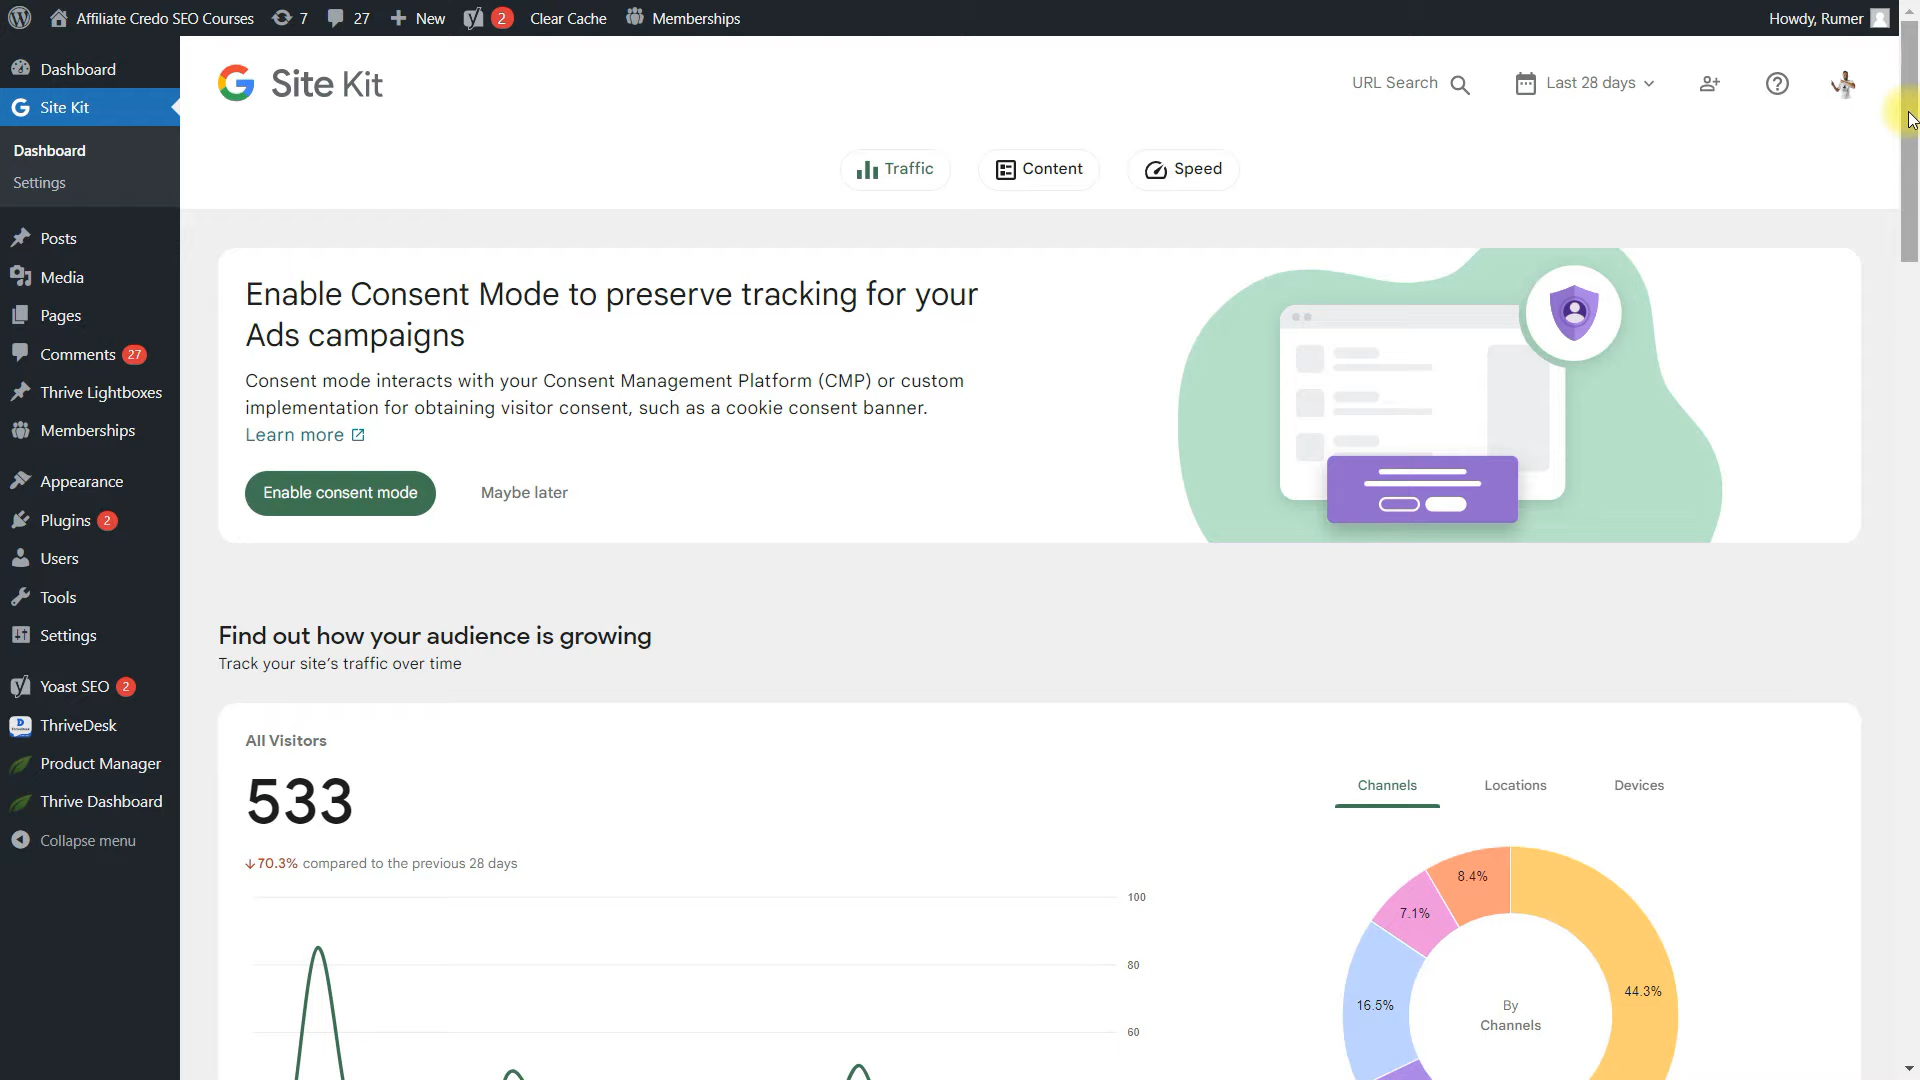 Affiliate Credo SEO Courses 7 27 New 2 Clear Cache Memberships Howdy, Rumer
Dashboard
Site Kit
Dashboard
Settings
Posts
Media
Pages
Comments 27
Thrive Lightboxes
Memberships
Appearance
Plugins 2
Users
Tools
Settings
Yoast SEO 2
ThriveDesk
Product Manager
Thrive Dashboard
Collapse menu
Site Kit
URL Search Last 28 days
Traffic Content Speed
Enable Consent Mode to preserve tracking for your
Ads campaigns
Consent mode interacts with your Consent Management Platform (CMP) or custom
implementation for obtaining visitor consent, such as a cookie consent banner.
Learn more
Enable consent mode Maybe later
Find out how your audience is growing
Track your site's traffic over time
All Visitors
533
70.3% compared to the previous 28 days
100
80
60
Channels Locations Devices
8.4%
7.1%
44.3%
16.5%
By
Channels